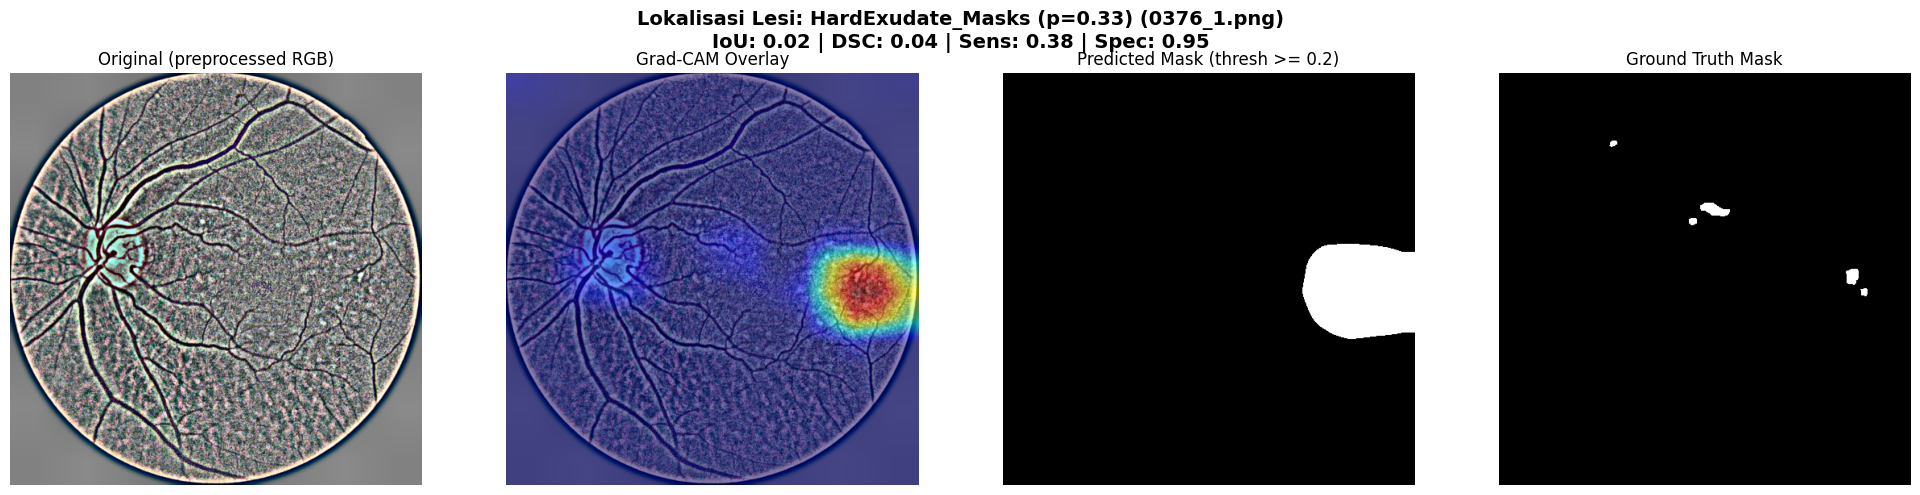 Lokalisasi Lesi: HardExudate_Masks (p=0.33) (0376_1.png)
IoU: 0.02 | DSC: 0.04 | Sens: 0.38 | Spec: 0.95
Original (preprocessed RGB)
Grad-CAM Overlay
Predicted Mask (thresh >= 0.2)
Ground Truth Mask